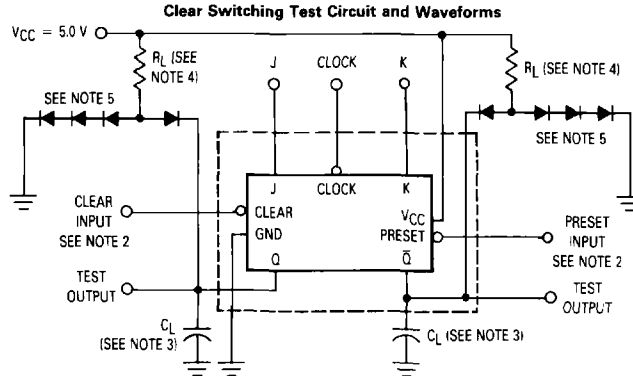 Clear Switching Test Circuit and Waveforms
VCC = 5.0 V
RL (SEE
NOTE 4)
J
CLOCK
K
RL (SEE NOTE 4)
SEE NOTE 5
SEE NOTE 5
J
CLOCK
K
CLEAR
INPUT
SEE NOTE 2
CLEAR
GND
VCC
PRESET
PRESET
INPUT
SEE NOTE 2
Q
Q̅
TEST
OUTPUT
TEST
OUTPUT
CL
(SEE NOTE 3)
CL (SEE NOTE 3)